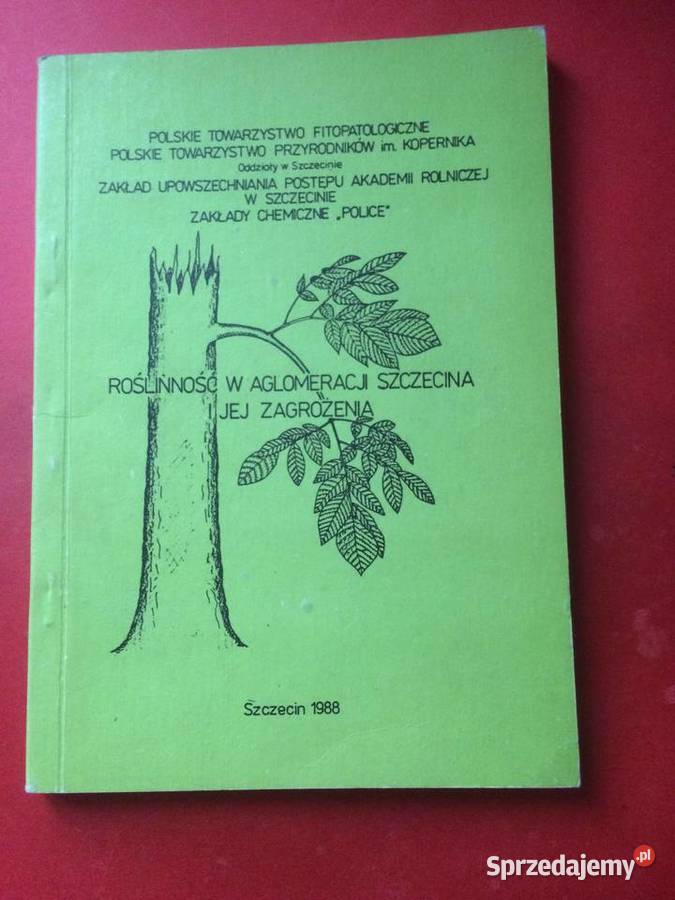 POLSKIE TOWARZYSTWO FITOPATOLOGICZNE
POLSKIE TOWARZYSTWO PRZYRODNIKÓW im. KOPERNIKA
Oddziały w Szczecinie
ZAKŁAD UPOWSZECHNIANIA POSTĘPU AKADEMII ROLNICZEJ
W SZCZECINIE
ZAKŁADY CHEMICZNE „POLICE"
ROŚLINNOŚĆ W AGLOMERACJI SZCZECINA
I JEJ ZAGROŻENIA
Szczecin 1988
Sprzedajemy.pl